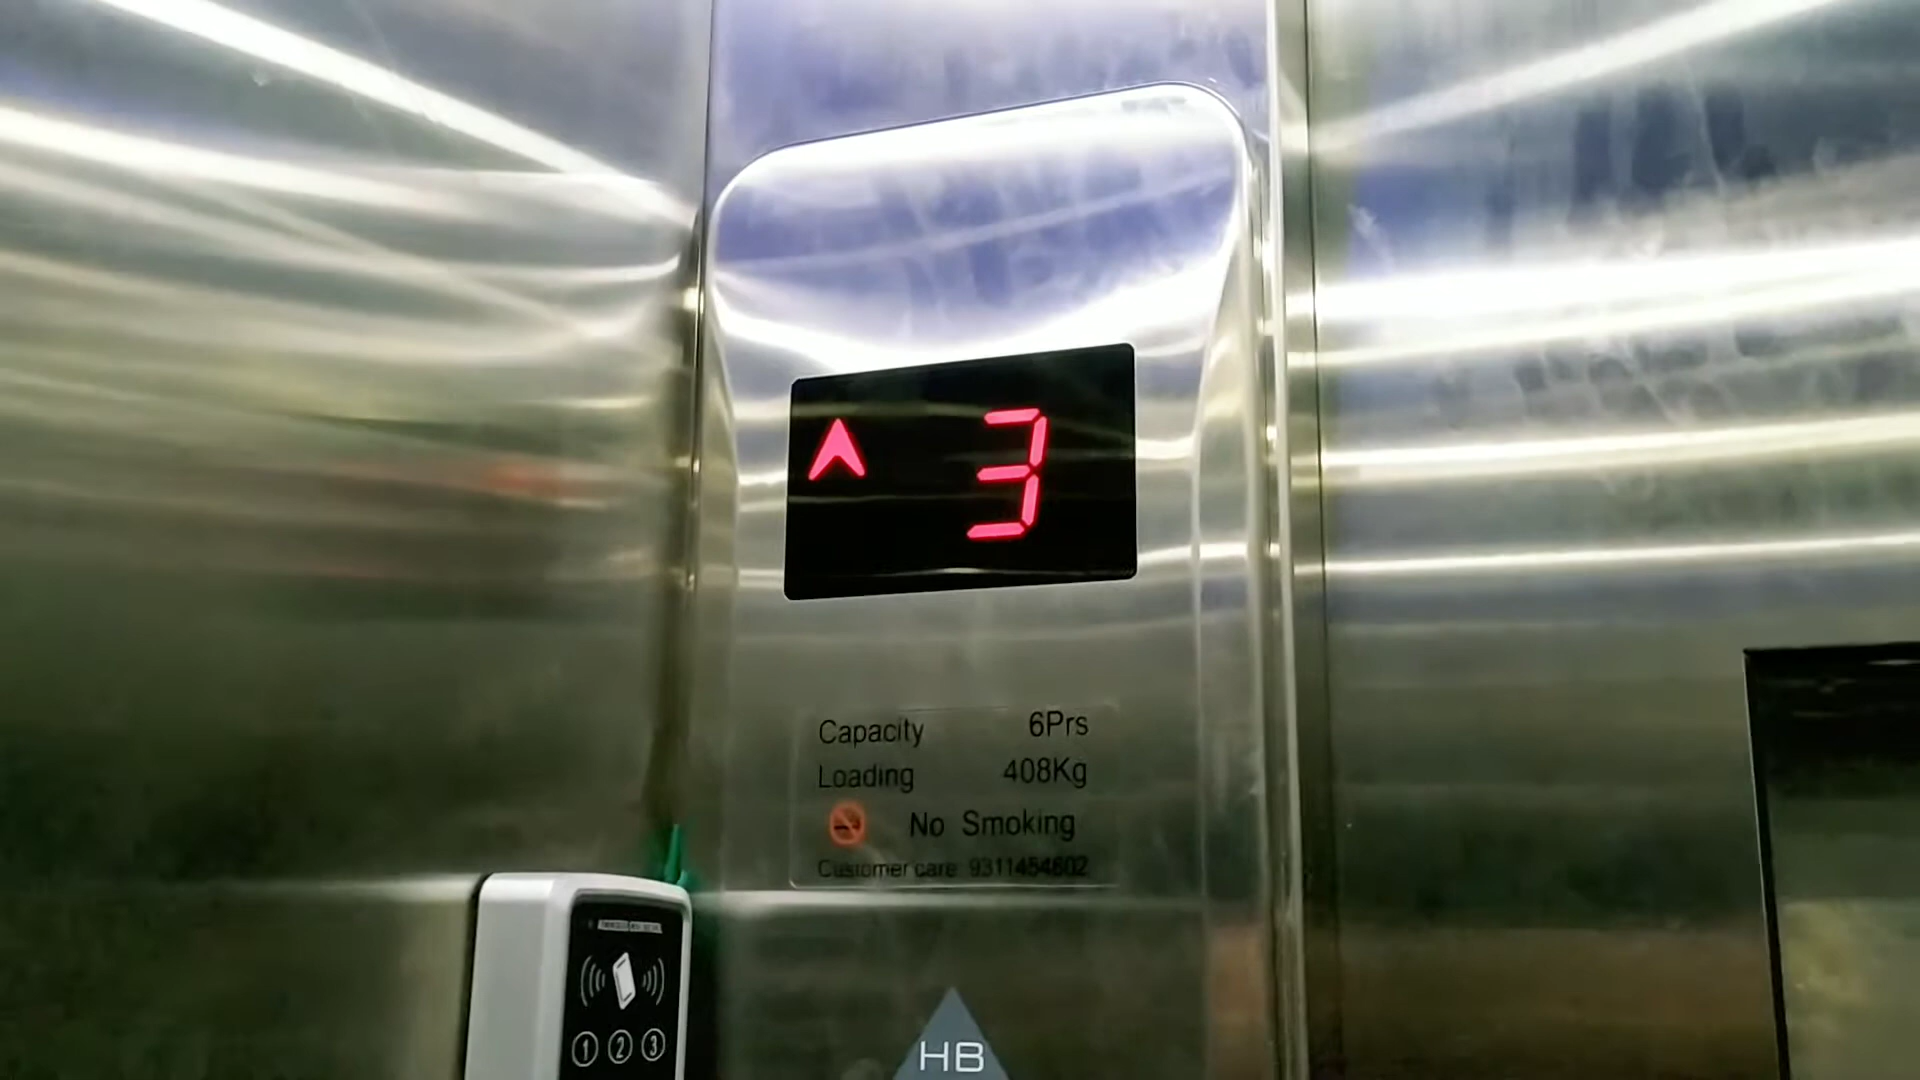 3
Capacity 6Prs
Loading 408Kg
No Smoking
Customer care 9311454602
1 2 3
HB